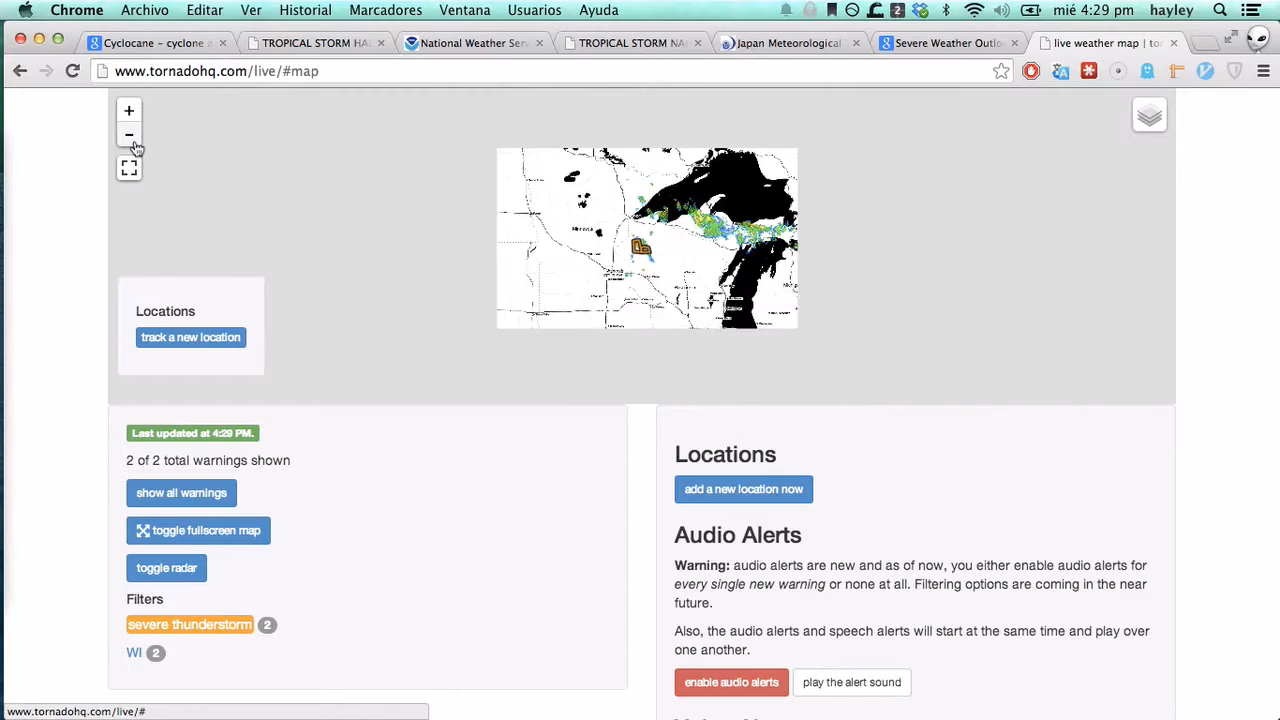 Chrome Archivo Editar Ver Historial Marcadores Ventana Usuarios Ayuda 2 mié 4:29 pm hayley
Cyclocane – cyclone a TROPICAL STORM HAL National Weather Serv TROPICAL STORM NAK Japan Meteorological Severe Weather Outlo live weather map | to
www.tornadohq.com/live/#map
+
−
Locations
track a new location
Last updated at 4:29 PM.
2 of 2 total warnings shown
show all warnings
toggle fullscreen map
toggle radar
Filters
severe thunderstorm 2
WI 2
Locations
add a new location now
Audio Alerts
Warning: audio alerts are new and as of now, you either enable audio alerts for
every single new warning or none at all. Filtering options are coming in the near
future.
Also, the audio alerts and speech alerts will start at the same time and play over
one another.
enable audio alerts play the alert sound
www.tornadohq.com/live/#